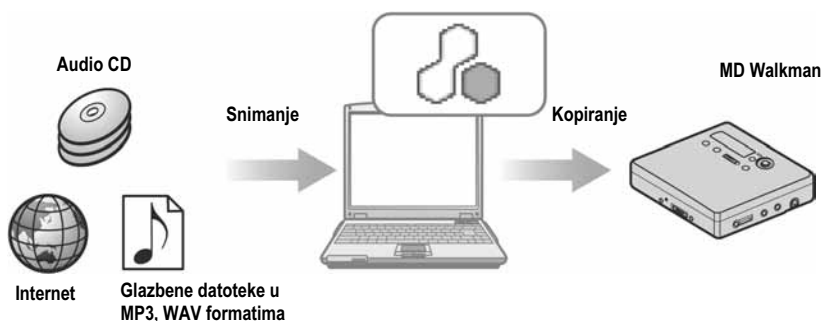 Audio CD
MD Walkman
Snimanje
Kopiranje
Internet
Glazbene datoteke u
MP3, WAV formatima